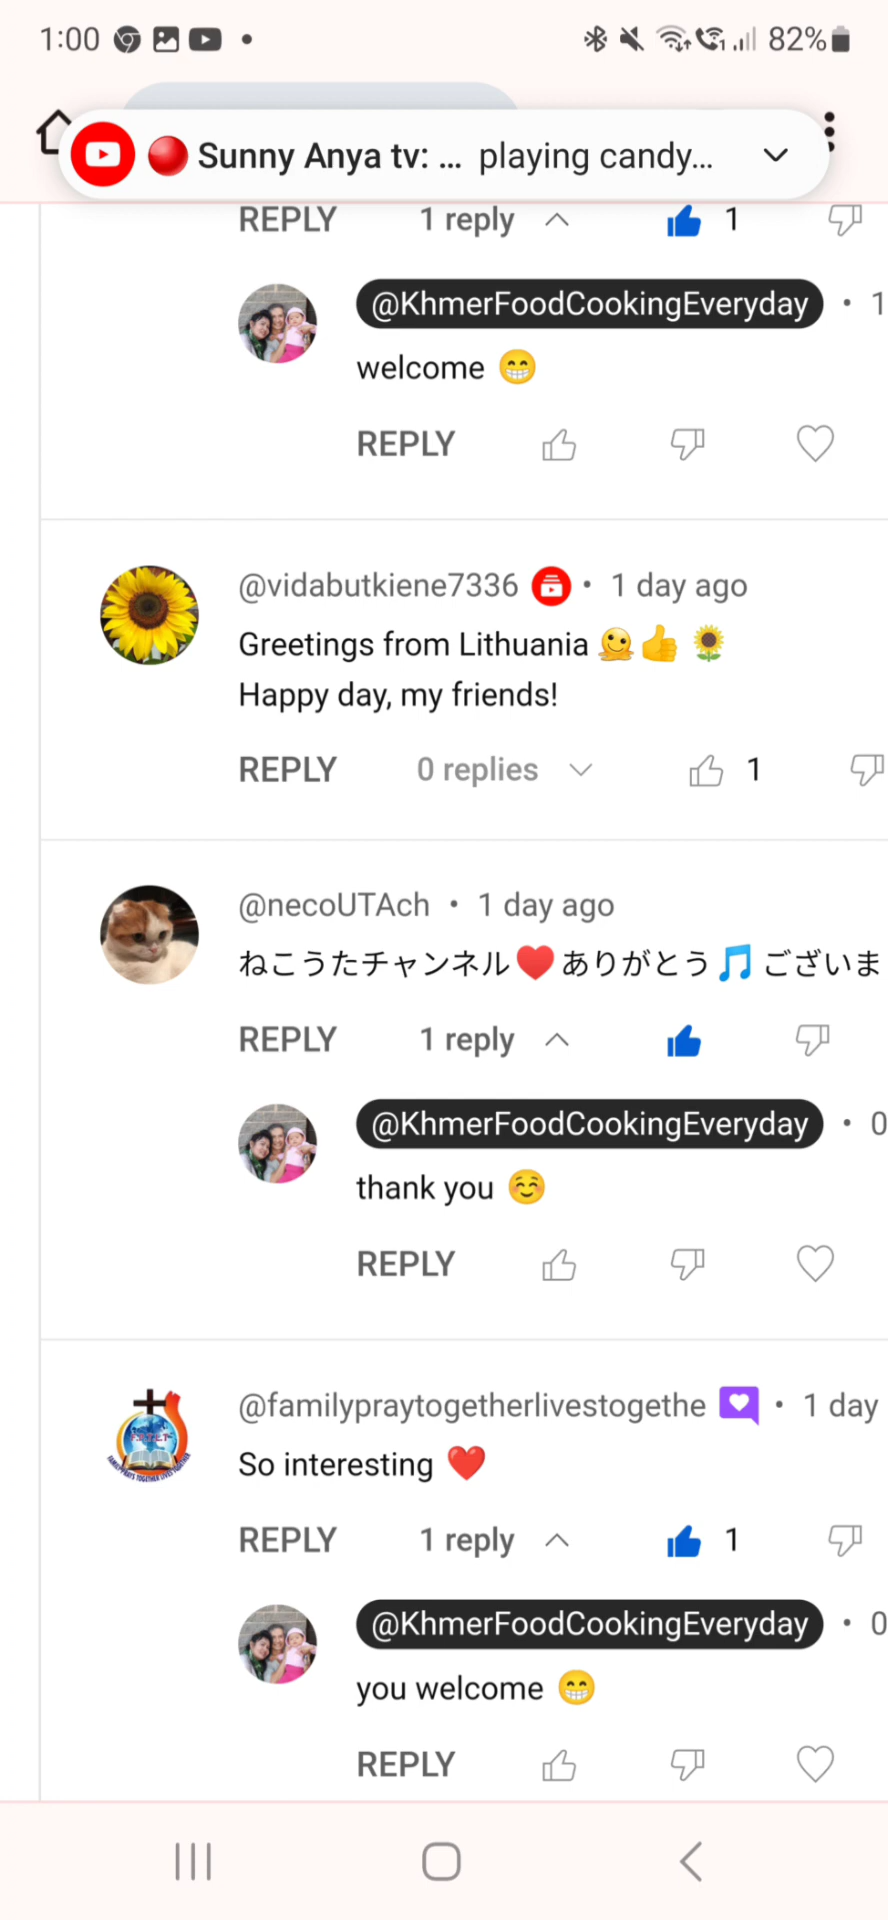 1:00
82%
Sunny Anya tv: ... playing candy...
REPLY 1 reply 1
@KhmerFoodCookingEveryday • 1
welcome 😁
REPLY
@vidabutkiene7336 • 1 day ago
Greetings from Lithuania 🤗👍🌻
Happy day, my friends!
REPLY 0 replies 1
@necoUTAch • 1 day ago
ねこうたチャンネル♥️ありがとう🎵ございま
REPLY 1 reply
@KhmerFoodCookingEveryday • 0
thank you ☺️
REPLY
@familypraytogetherlivestogethe • 1 day
So interesting ❤️
REPLY 1 reply 1
@KhmerFoodCookingEveryday • 0
you welcome 😁
REPLY